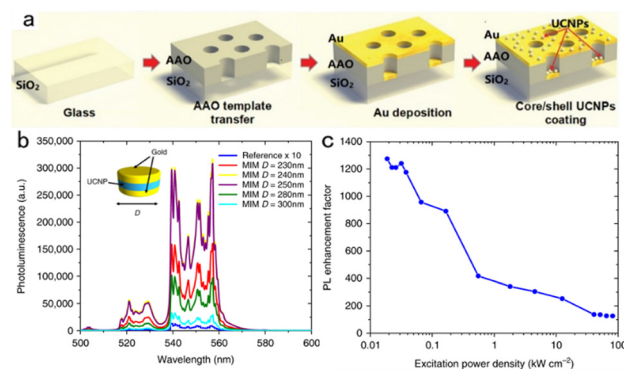 a
UCNPs
Au
AAO
SiO₂
AAO
SiO₂
Au
AAO
SiO₂
SiO₂
Glass
AAO template
transfer
Au deposition
Core/shell UCNPs
coating
b
Photoluminescence (a.u.)
350,000
300,000
250,000
200,000
150,000
100,000
50,000
0
500
520
540
560
580
600
Wavelength (nm)
Gold
UCNP
D
Reference x 10
MIM D = 230nm
MIM D = 240nm
MIM D = 250nm
MIM D = 280nm
MIM D = 300nm
c
PL enhancement factor
1400
1200
1000
800
600
400
200
0
0.01
0.1
1
10
100
Excitation power density (kW cm⁻²)